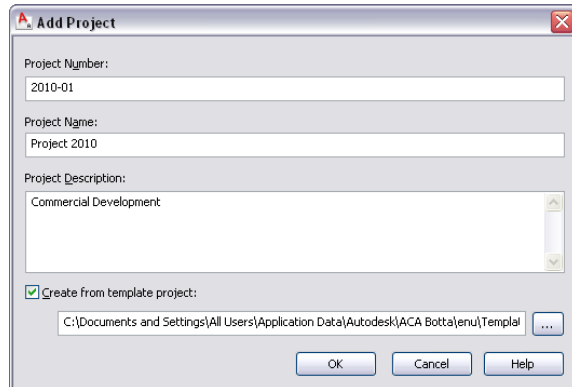 Add Project
Project Number:
2010-01
Project Name:
Project 2010
Project Description:
Commercial Development
Create from template project:
C:\Documents and Settings\All Users\Application Data\Autodesk\ACA Botta\enu\Templa
...
OK Cancel Help